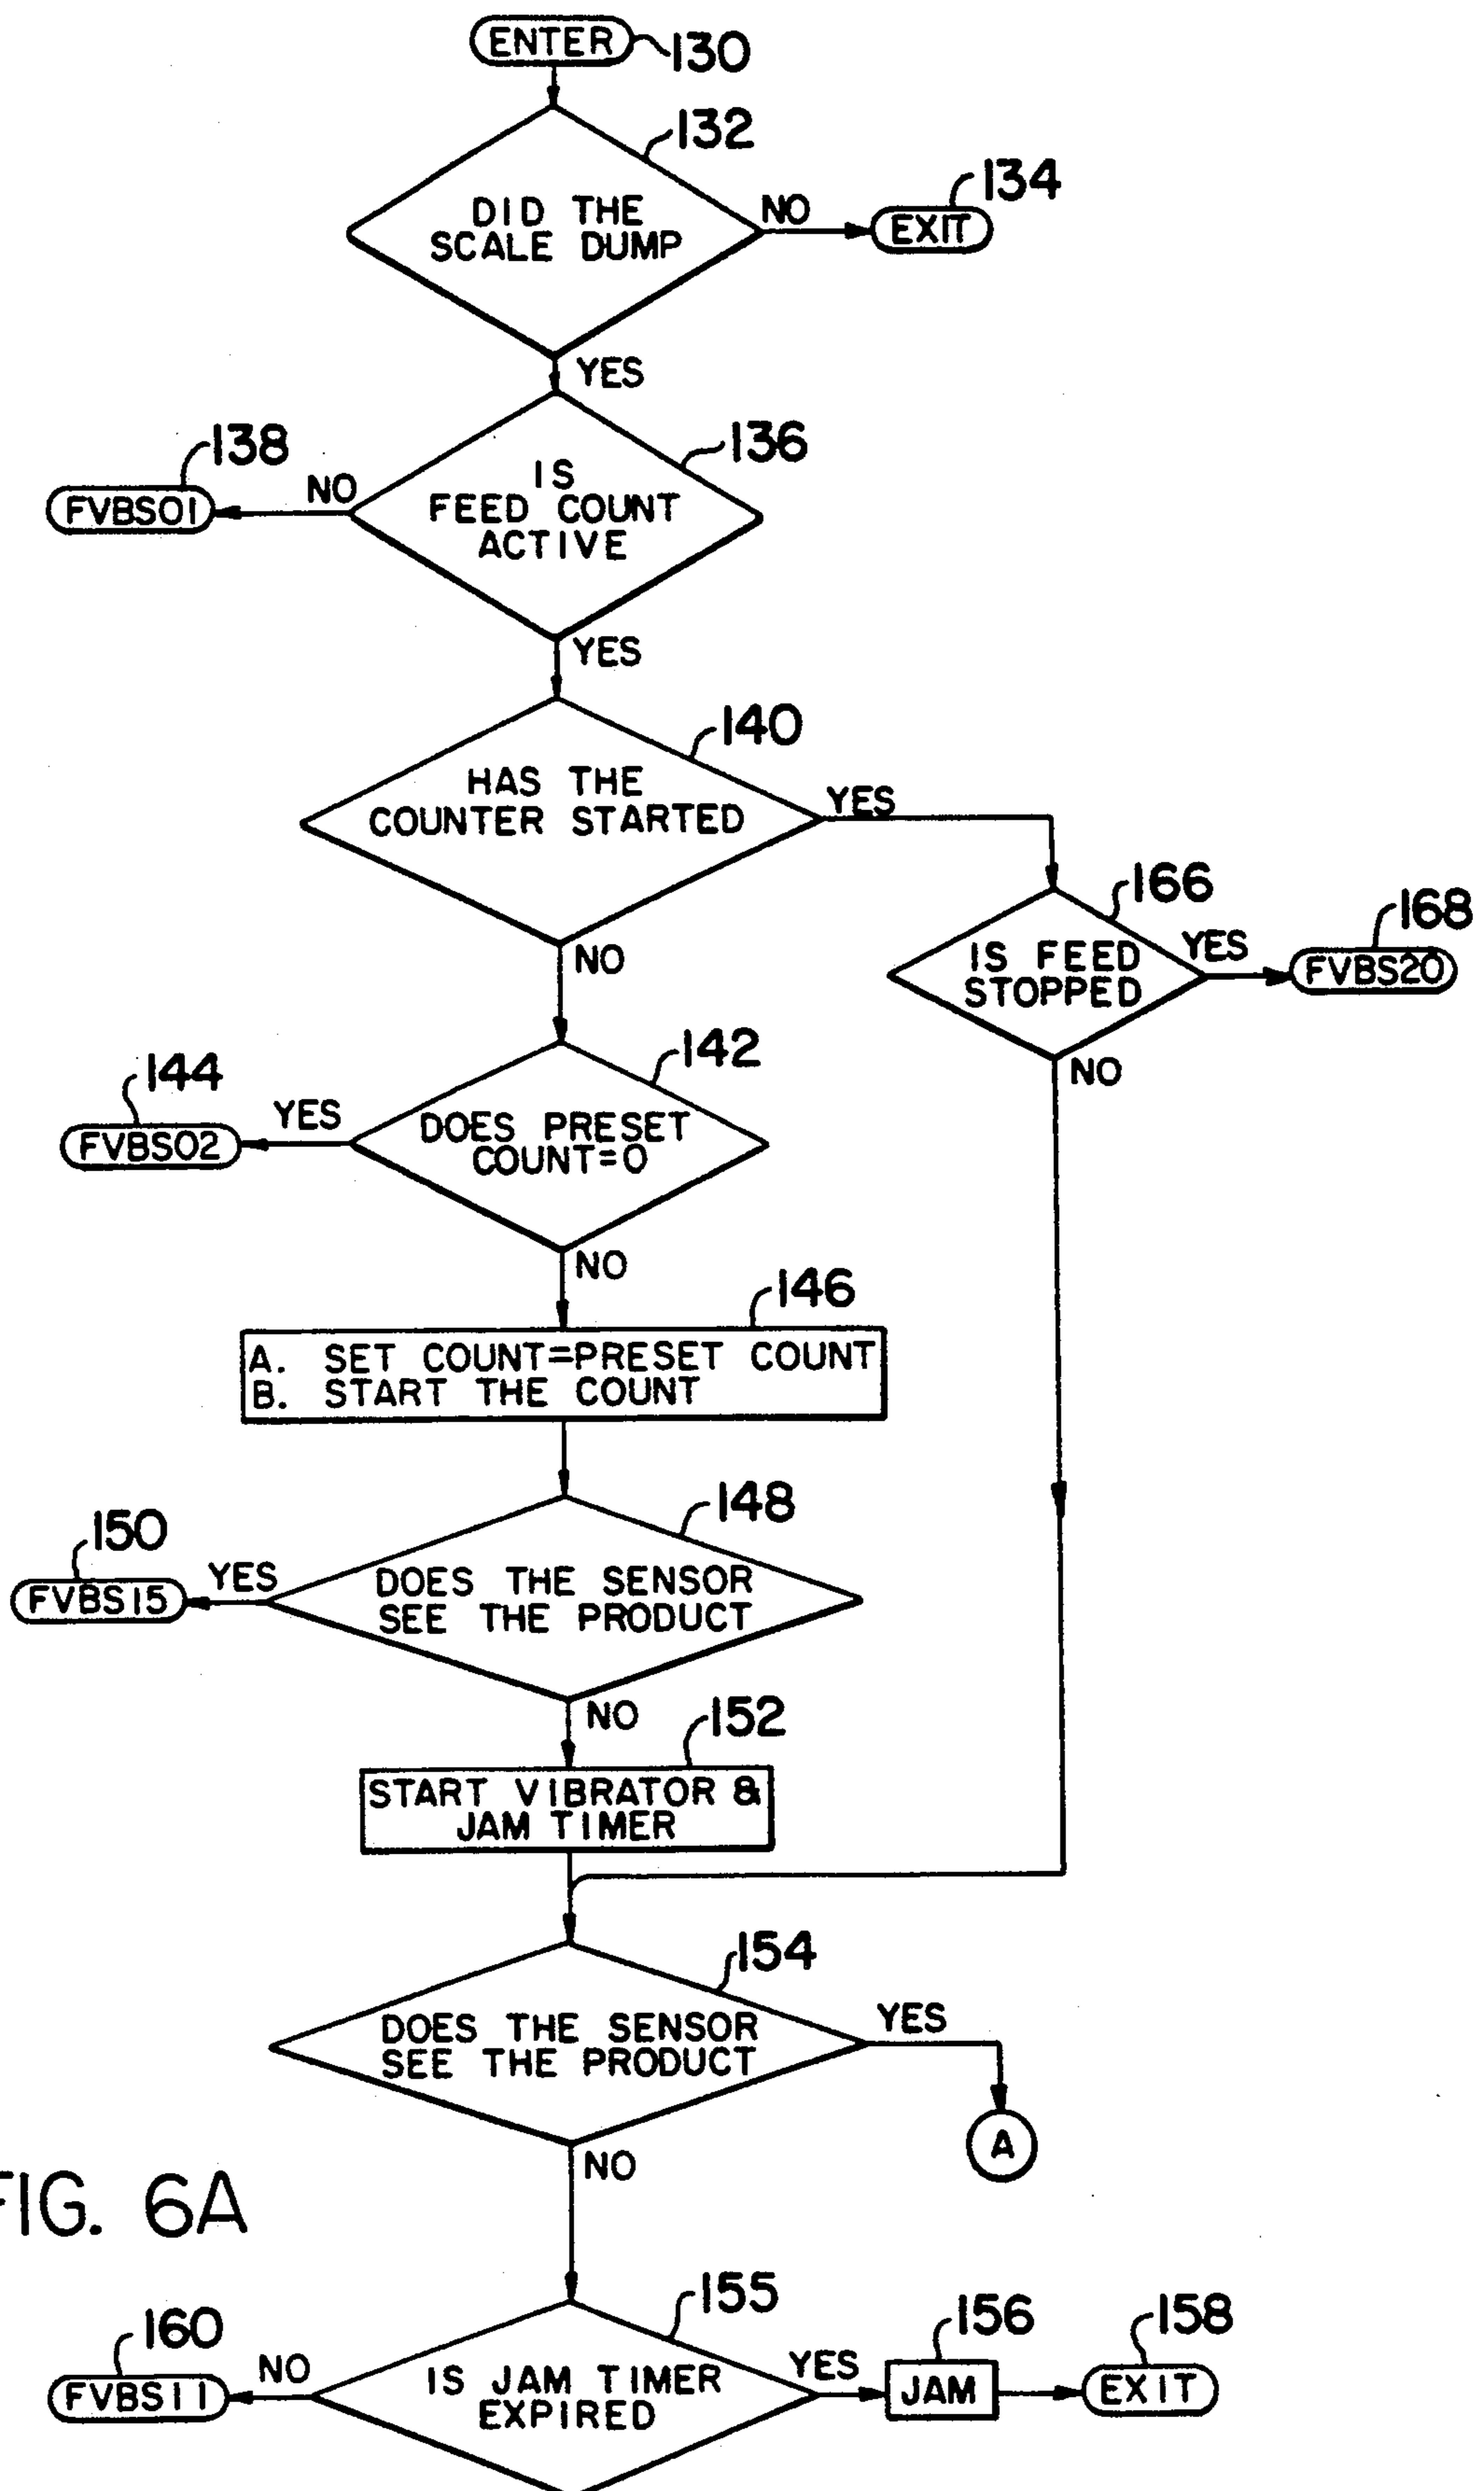 ENTER
130
132
DID THE
SCALE DUMP
NO
134
EXIT
YES
136
138
IS
FEED COUNT
ACTIVE
NO
FVBS01
YES
140
HAS THE
COUNTER STARTED
YES
166
168
IS FEED
STOPPED
YES
FVBS20
NO
NO
142
144
DOES PRESET
COUNT=0
YES
FVBS02
NO
146
A. SET COUNT=PRESET COUNT
B. START THE COUNT
148
150
DOES THE SENSOR
SEE THE PRODUCT
YES
FVBS15
NO
152
START VIBRATOR &
JAM TIMER
154
DOES THE SENSOR
SEE THE PRODUCT
YES
A
NO
FIG. 6A
155
156
158
160
IS JAM TIMER
EXPIRED
NO
FVBS11
YES
JAM
EXIT